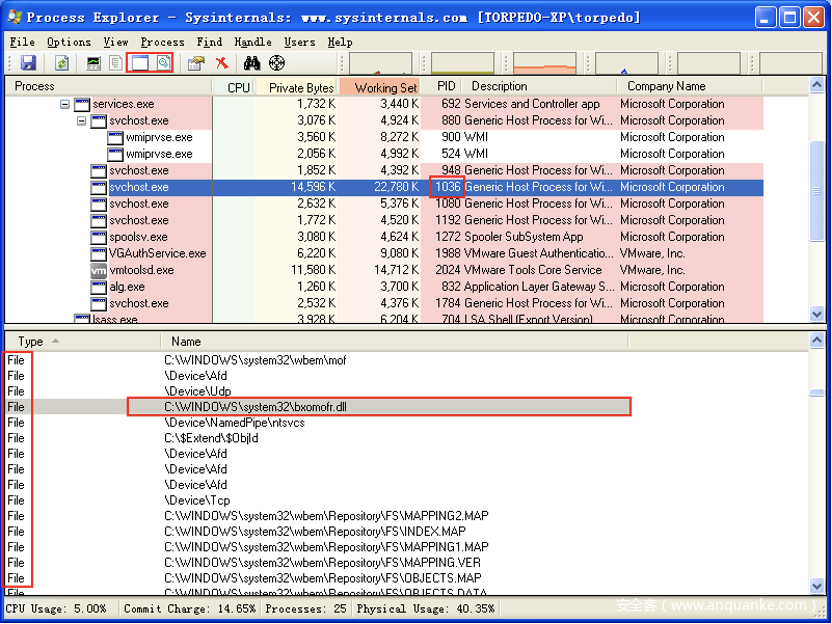 Process Explorer - Sysinternals: www.sysinternals.com [TORPEDO-XP\torpedo]
File Options View Process Find Handle Users Help
Process CPU Private Bytes Working Set PID Description Company Name
services.exe 1,732 K 3,440 K 692 Services and Controller app Microsoft Corporation
svchost.exe 3,076 K 4,924 K 880 Generic Host Process for Wi... Microsoft Corporation
wmiprvse.exe 3,560 K 8,272 K 900 WMI Microsoft Corporation
wmiprvse.exe 2,056 K 4,992 K 524 WMI Microsoft Corporation
svchost.exe 1,852 K 4,392 K 948 Generic Host Process for Wi... Microsoft Corporation
svchost.exe 14,596 K 22,780 K 1036 Generic Host Process for Wi... Microsoft Corporation
svchost.exe 2,632 K 5,376 K 1080 Generic Host Process for Wi... Microsoft Corporation
svchost.exe 1,772 K 4,520 K 1192 Generic Host Process for Wi... Microsoft Corporation
spoolsv.exe 3,080 K 4,624 K 1272 Spooler SubSystem App Microsoft Corporation
VGAuthService.exe 6,220 K 9,080 K 1988 VMware Guest Authenticatio... VMware, Inc.
vm vmtoolsd.exe 11,580 K 14,712 K 2024 VMware Tools Core Service VMware, Inc.
alg.exe 1,260 K 3,700 K 832 Application Layer Gateway S... Microsoft Corporation
svchost.exe 2,532 K 4,376 K 1784 Generic Host Process for Wi... Microsoft Corporation
lsass.exe 3,928 K 6,204 K 704 LSA Shell (Export Version) Microsoft Corporation
Type Name
File C:\WINDOWS\system32\wbem\mof
File \Device\Afd
File \Device\Udp
File C:\WINDOWS\system32\bxomofr.dll
File \Device\NamedPipe\ntsvcs
File C:\$Extend\$ObjId
File \Device\Afd
File \Device\Afd
File \Device\Afd
File \Device\Tcp
File C:\WINDOWS\system32\wbem\Repository\FS\MAPPING2.MAP
File C:\WINDOWS\system32\wbem\Repository\FS\INDEX.MAP
File C:\WINDOWS\system32\wbem\Repository\FS\MAPPING1.MAP
File C:\WINDOWS\system32\wbem\Repository\FS\MAPPING.VER
File C:\WINDOWS\system32\wbem\Repository\FS\OBJECTS.MAP
File C:\WINDOWS\system32\wbem\Repository\FS\OBJECTS.DATA
CPU Usage: 5.00% Commit Charge: 14.65% Processes: 25 Physical Usage: 40.35%
安全客 ( www.anquanke.com )